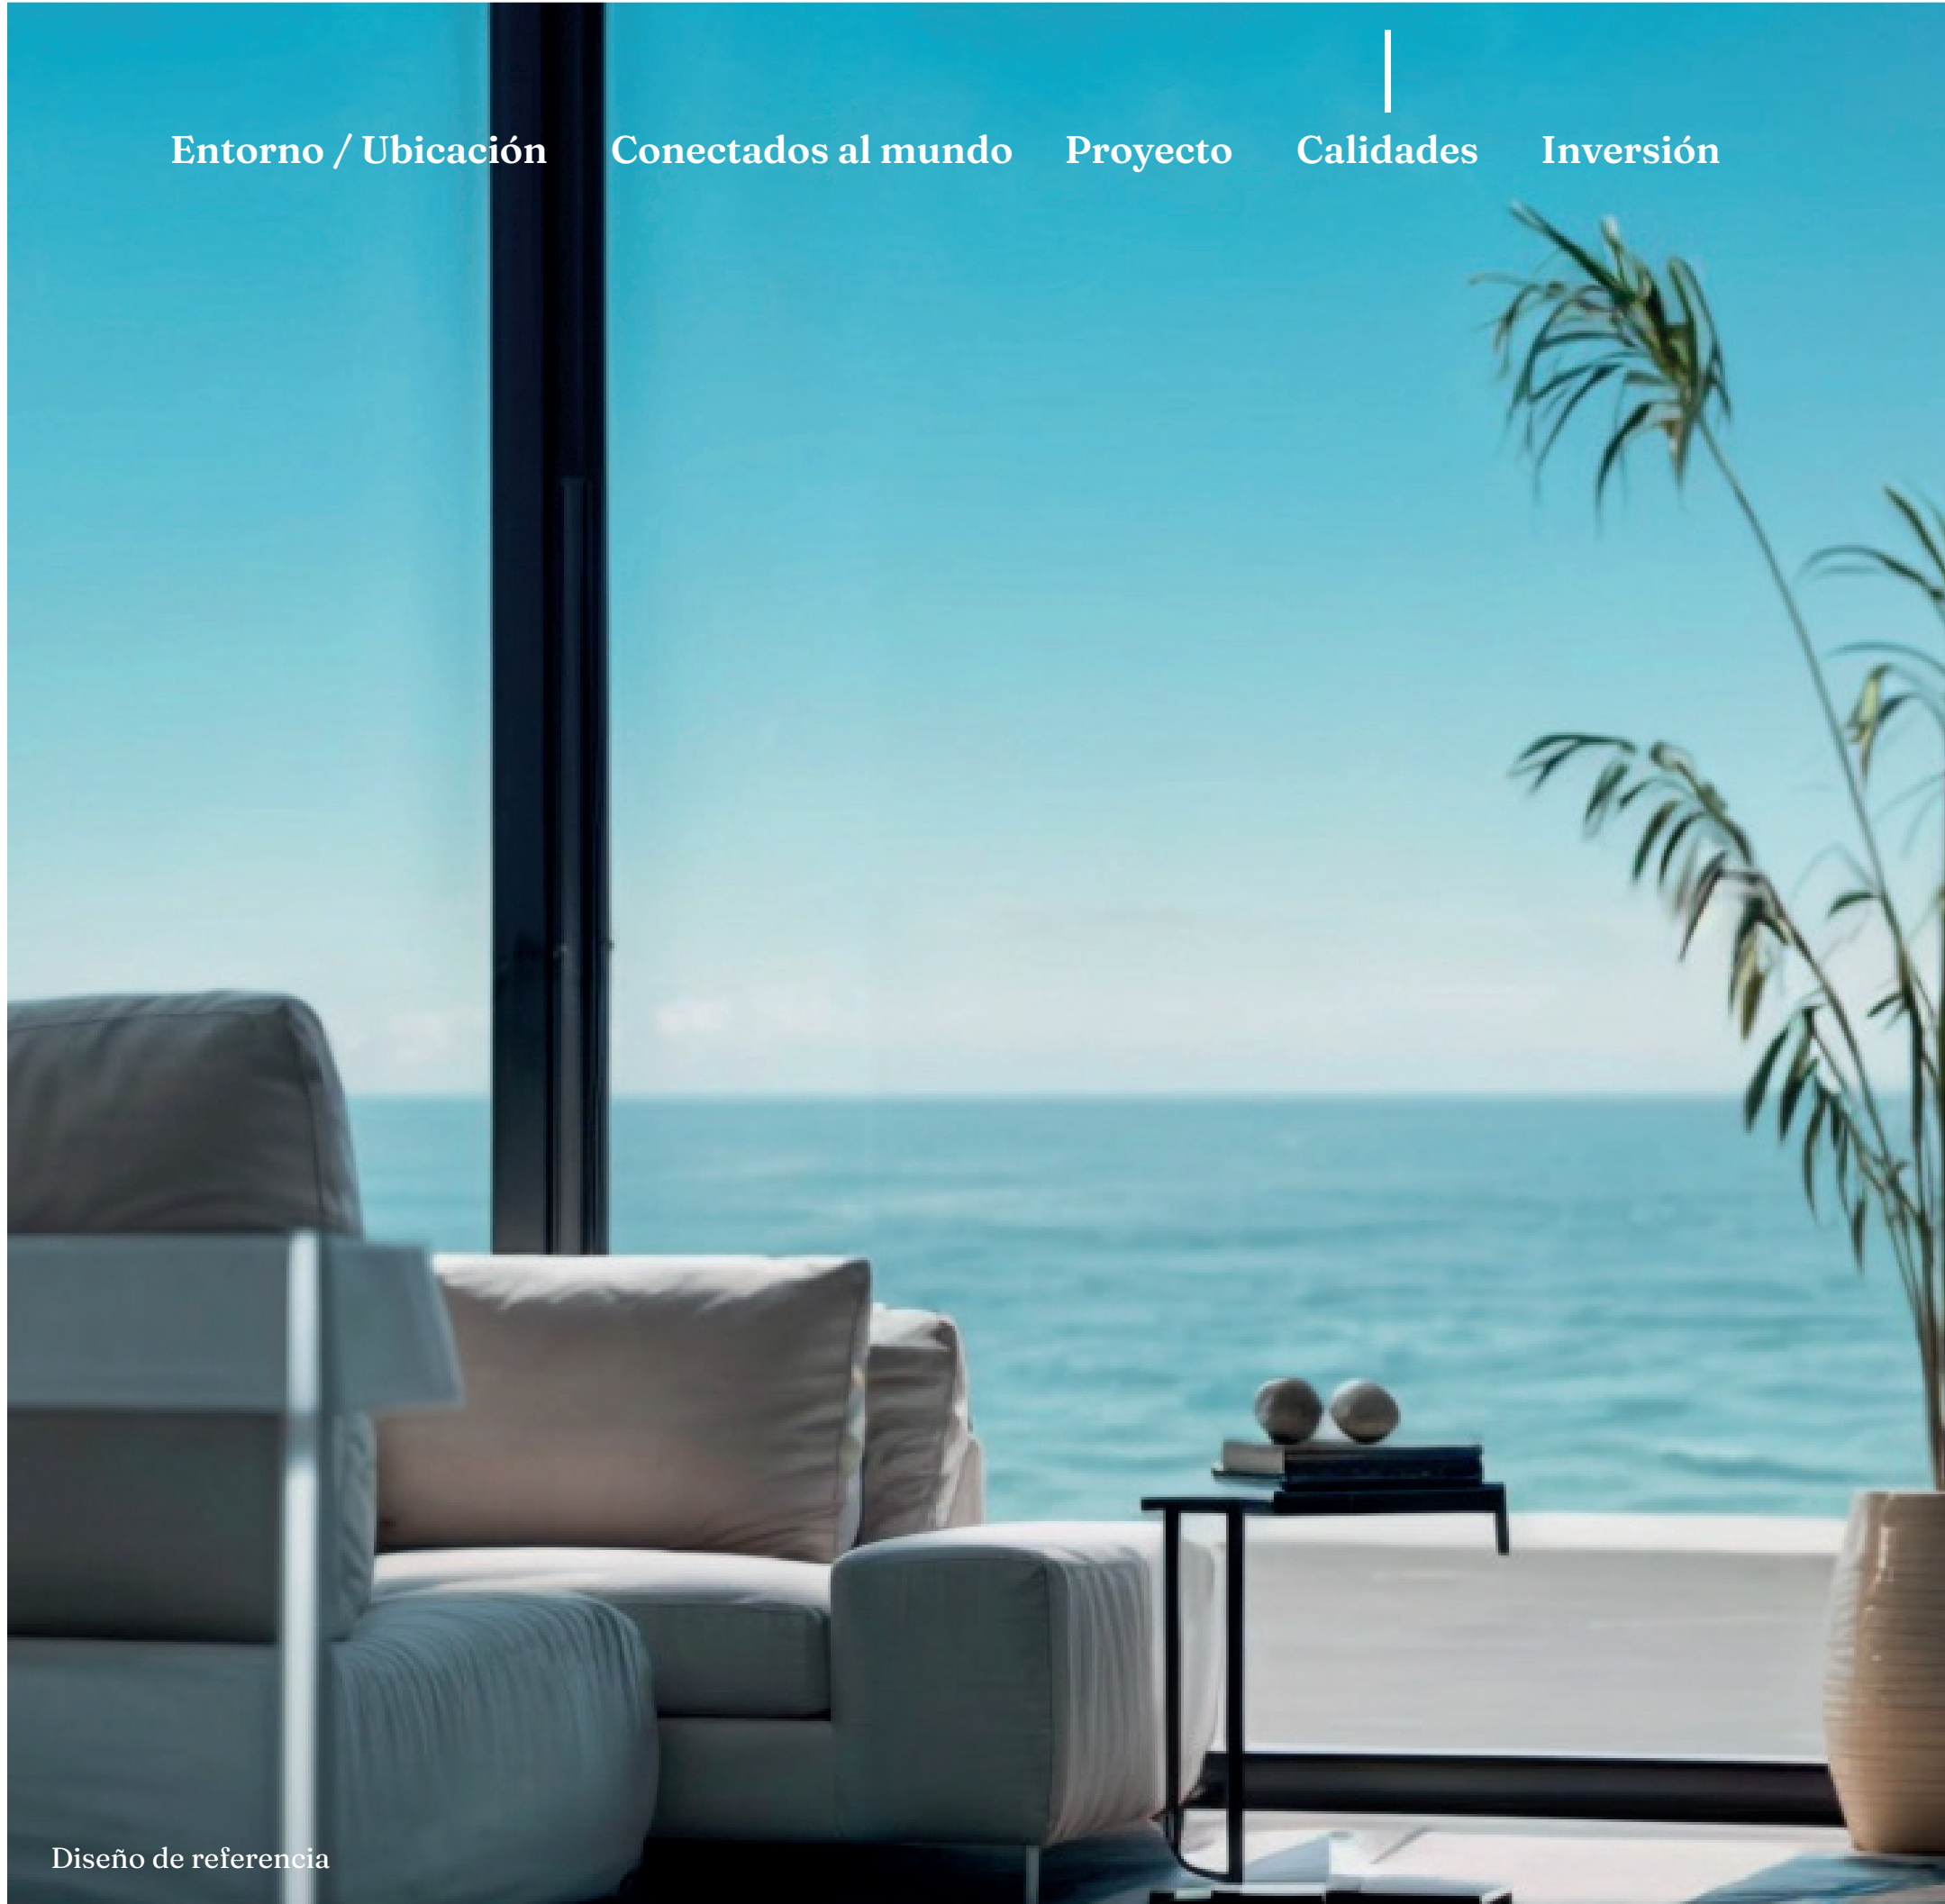 Entorno / Ubicación Conectados al mundo Proyecto Calidades Inversión
Diseño de referencia